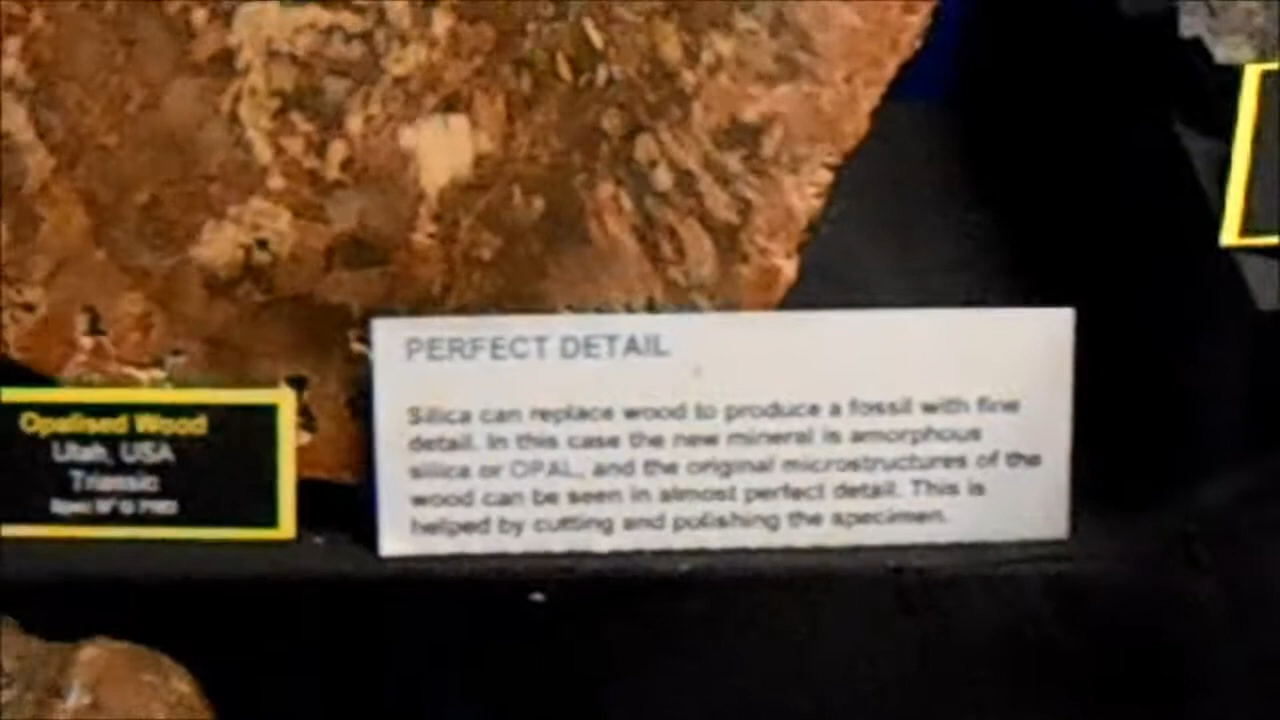 PERFECT DETAIL
Silica can replace wood to produce a fossil with fine
detail. In this case the new mineral is amorphous
silica or OPAL, and the original microstructures of the
wood can be seen in almost perfect detail. This is
helped by cutting and polishing the specimen.
Opalised Wood
Utah, USA
Triassic